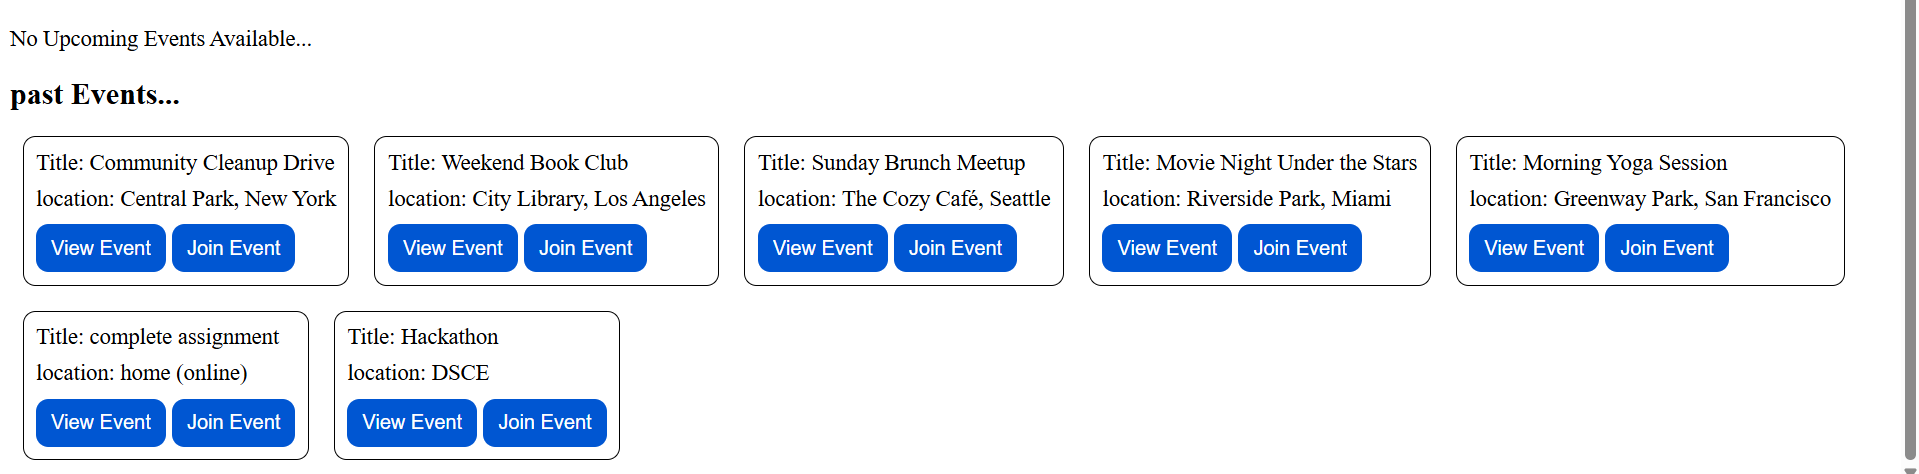 No Upcoming Events Available...
past Events...
Title: Community Cleanup Drive
location: Central Park, New York
View Event Join Event
Title: Weekend Book Club
location: City Library, Los Angeles
View Event Join Event
Title: Sunday Brunch Meetup
location: The Cozy Café, Seattle
View Event Join Event
Title: Movie Night Under the Stars
location: Riverside Park, Miami
View Event Join Event
Title: Morning Yoga Session
location: Greenway Park, San Francisco
View Event Join Event
Title: complete assignment
location: home (online)
View Event Join Event
Title: Hackathon
location: DSCE
View Event Join Event